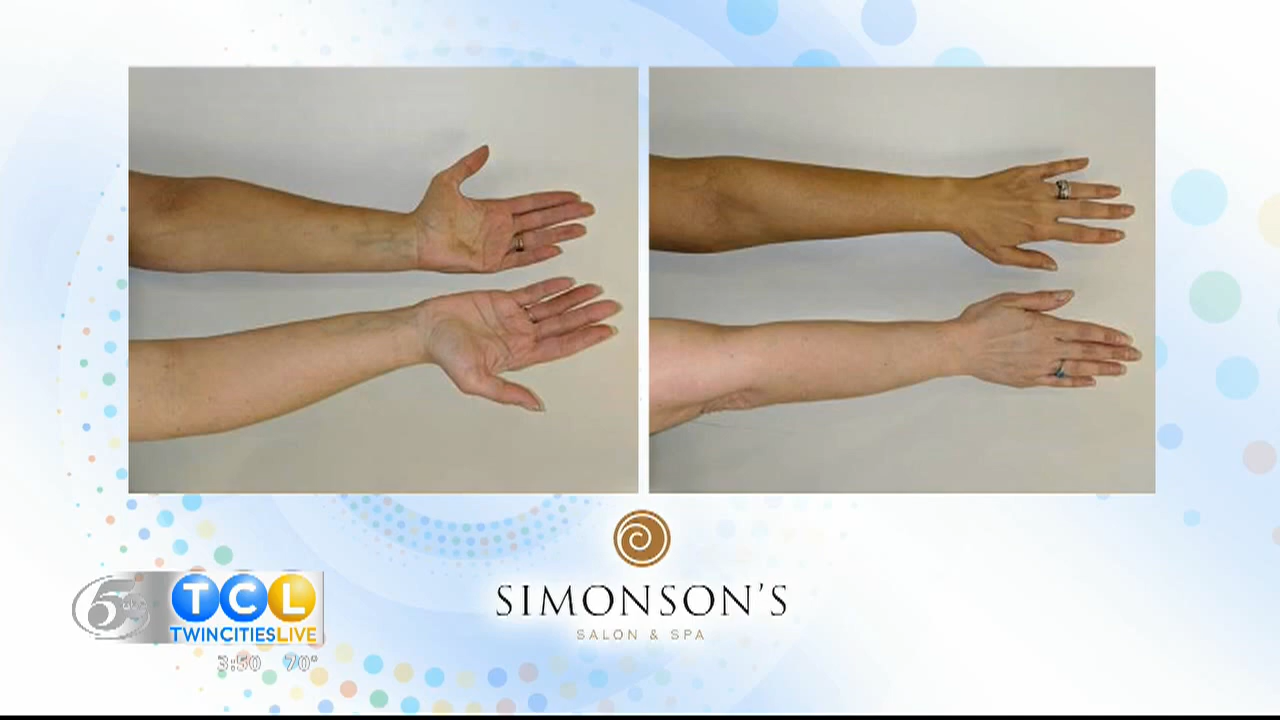 SIMONSON'S
SALON & SPA
5
TCL
TWINCITIESLIVE
3:50 70°